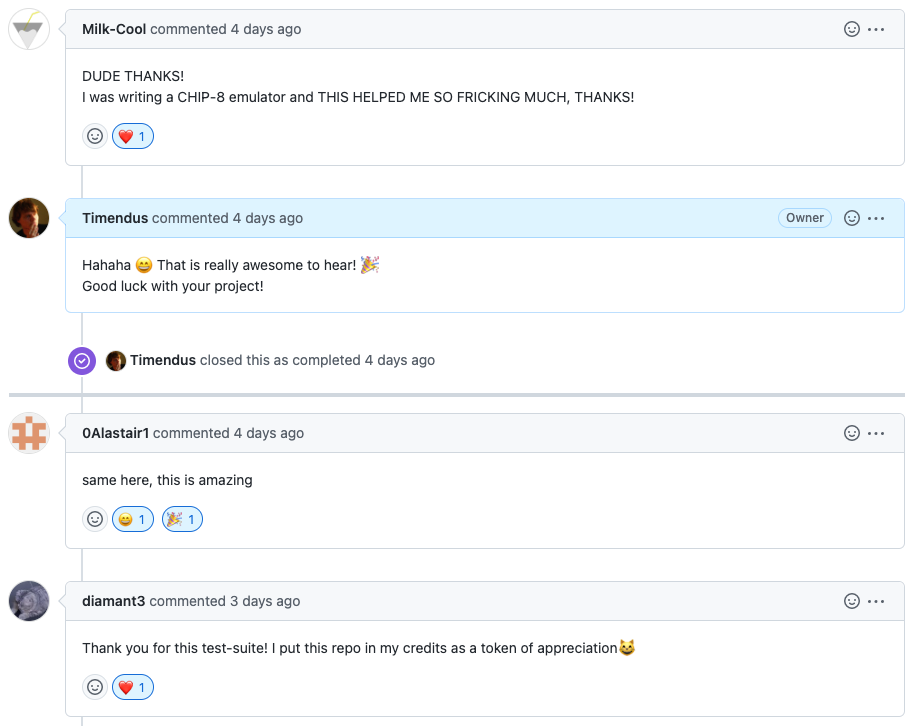 Milk-Cool commented 4 days ago
DUDE THANKS!
I was writing a CHIP-8 emulator and THIS HELPED ME SO FRICKING MUCH, THANKS!
❤️ 1
Timendus commented 4 days ago Owner
Hahaha 😄 That is really awesome to hear! 🎉
Good luck with your project!
Timendus closed this as completed 4 days ago
0Alastair1 commented 4 days ago
same here, this is amazing
😄 1 🎉 1
diamant3 commented 3 days ago
Thank you for this test-suite! I put this repo in my credits as a token of appreciation😺
❤️ 1